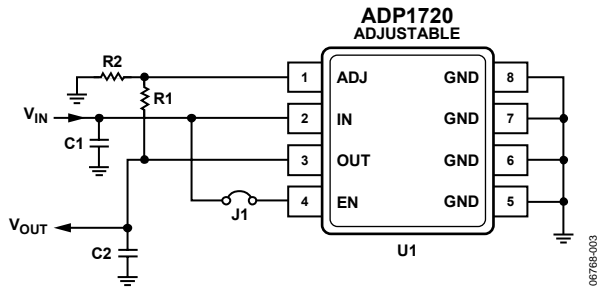 ADP1720
ADJUSTABLE
R2
1 ADJ GND 8
R1
VIN
2 IN GND 7
C1
3 OUT GND 6
4 EN GND 5
J1
VOUT
C2
U1
06768-003